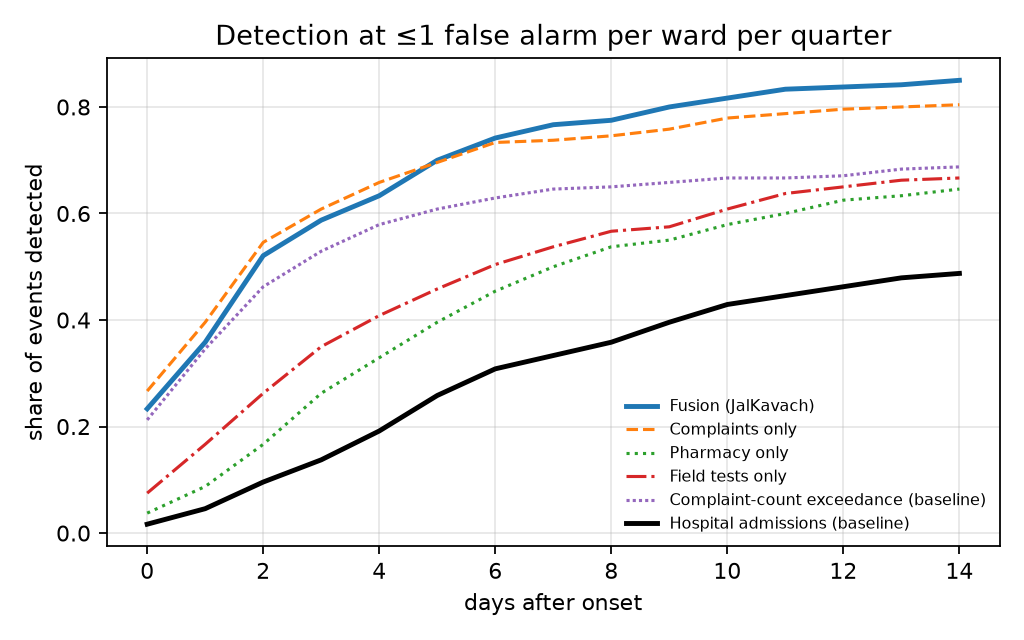 Detection at ≤1 false alarm per ward per quarter
share of events detected
0.8
0.6
0.4
0.2
0.0
Fusion (JalKavach)
Complaints only
Pharmacy only
Field tests only
Complaint-count exceedance (baseline)
Hospital admissions (baseline)
0 2 4 6 8 10 12 14
days after onset